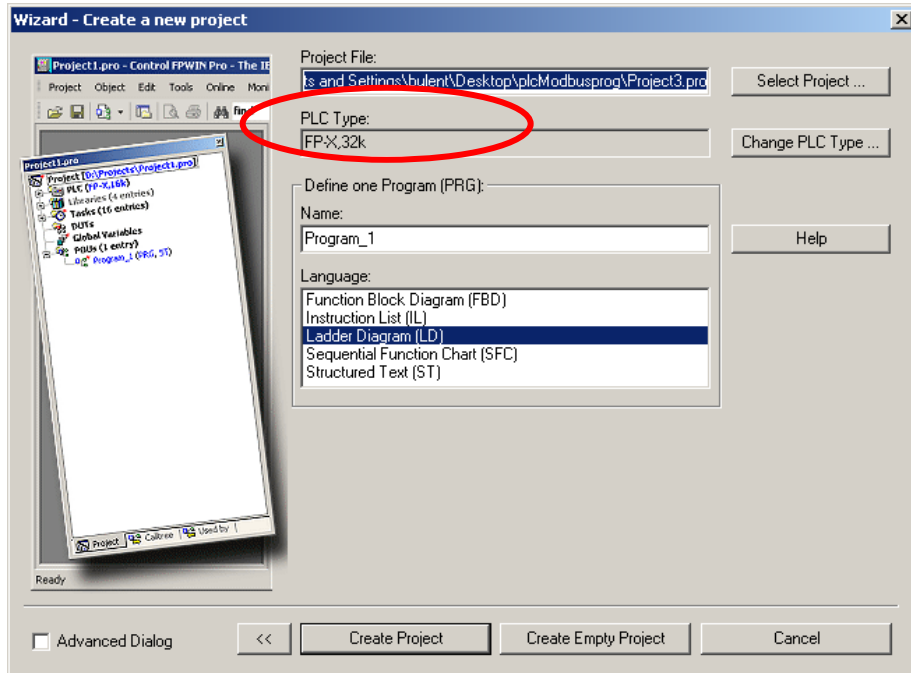 Wizard - Create a new project
Project1.pro - Control FPWIN Pro - The IE
Project Object Edit Tools Online Moni
Find
Project1.pro
Project [D:\Projects\Project1.pro]
PLC (FP-X,16k)
Libraries (4 entries)
Tasks (16 entries)
DUTs
Global Variables
POUs (1 entry)
Program_1 (PRG, ST)
Project Calltree Used by
Ready
Project File:
ts and Settings\bulent\Desktop\plcModbusprog\Project3.pro
Select Project ...
PLC Type:
FP-X,32k
Change PLC Type ...
Define one Program (PRG):
Name:
Program_1
Help
Language:
Function Block Diagram (FBD)
Instruction List (IL)
Ladder Diagram (LD)
Sequential Function Chart (SFC)
Structured Text (ST)
Advanced Dialog
<<
Create Project
Create Empty Project
Cancel